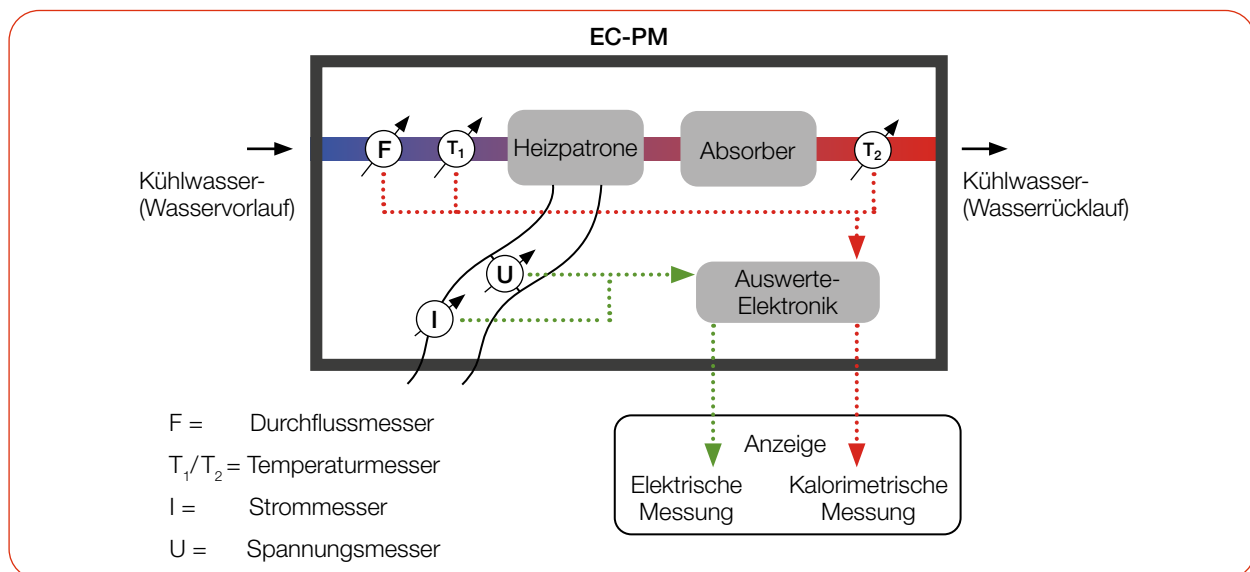 EC-PM
F
T1
Heizpatrone
Absorber
T2
Kühlwasser-
(Wasservorlauf)
Kühlwasser-
(Wasserrücklauf)
U
I
Auswerte-
Elektronik
F = Durchflussmesser
T1/T2 = Temperaturmesser
I = Strommesser
U = Spannungsmesser
Anzeige
Elektrische
Messung
Kalorimetrische
Messung